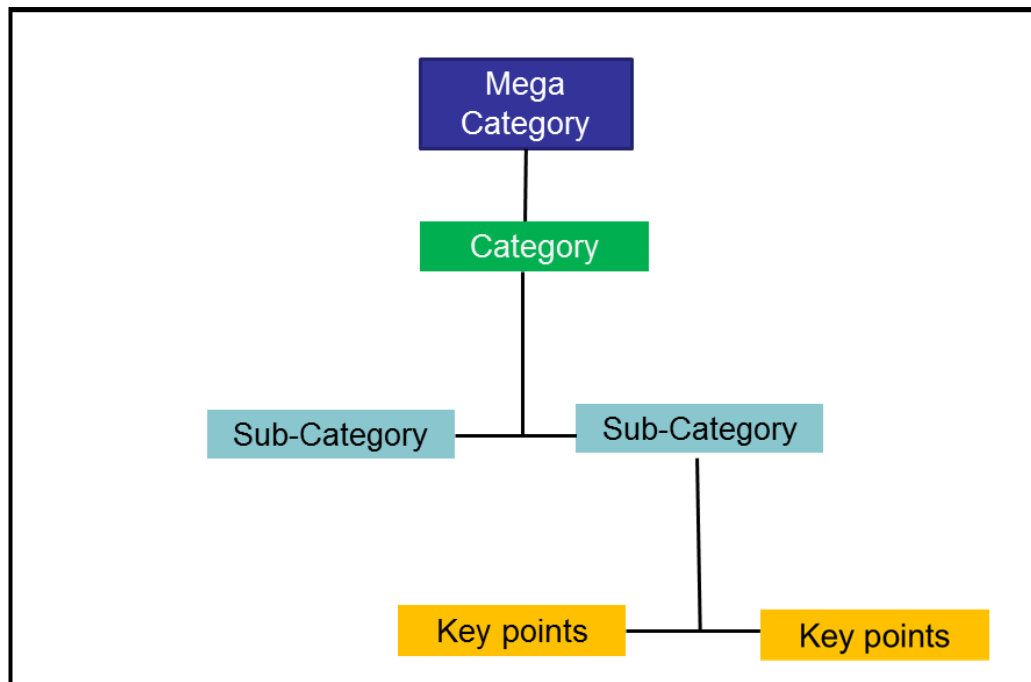 Mega
Category
Category
Sub-Category
Sub-Category
Key points
Key points